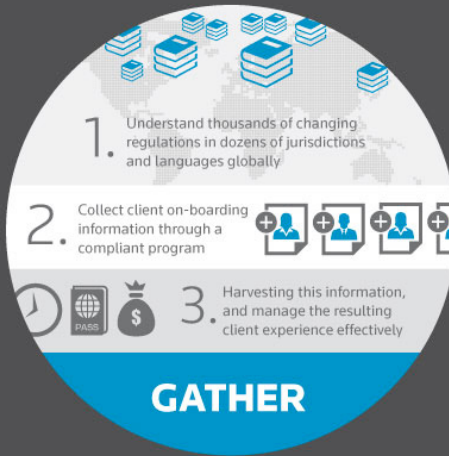 1. Understand thousands of changing
regulations in dozens of jurisdictions
and languages globally
2. Collect client on-boarding
information through a
compliant program
PASS
$
3. Harvesting this information,
and manage the resulting
client experience effectively
GATHER